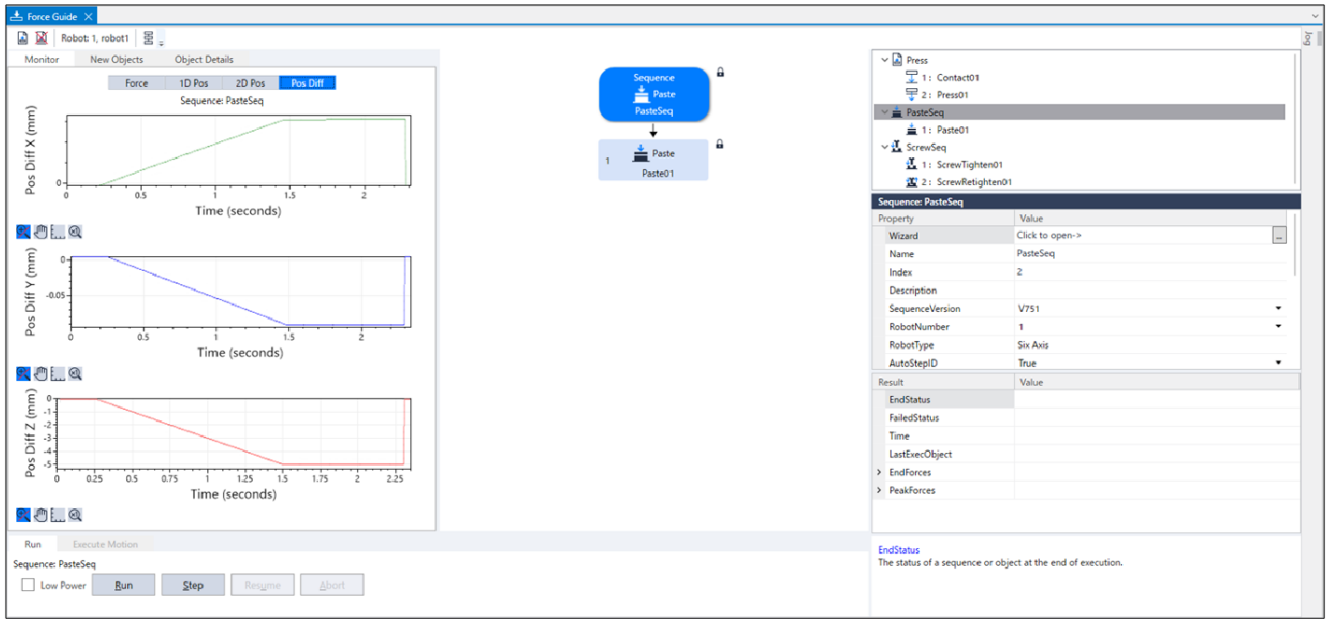 Force Guide
Robot: 1, robot1
Jog
Monitor New Objects Object Details
Force 1D Pos 2D Pos Pos Diff
Sequence: PasteSeq
Pos Diff X (mm)
0
0 0.5 1 1.5 2
Time (seconds)
Pos Diff Y (mm)
0
-0.05
0 0.5 1 1.5 2
Time (seconds)
Pos Diff Z (mm)
0
-1
-2
-3
-4
-5
0 0.25 0.5 0.75 1 1.25 1.5 1.75 2 2.25
Time (seconds)
Sequence
Paste
PasteSeq
1
Paste
Paste01
Press
1: Contact01
2: Press01
PasteSeq
1: Paste01
ScrewSeq
1: ScrewTighten01
2: ScrewRetighten01
Sequence: PasteSeq
Property Value
Wizard Click to open-> ...
Name PasteSeq
Index 2
Description
SequenceVersion V751
RobotNumber 1
RobotType Six Axis
AutoStepID True
Result Value
EndStatus
FailedStatus
Time
LastExecObject
EndForces
PeakForces
EndStatus
The status of a sequence or object at the end of execution.
Run Execute Motion
Sequence: PasteSeq
Low Power Run Step Resume Abort